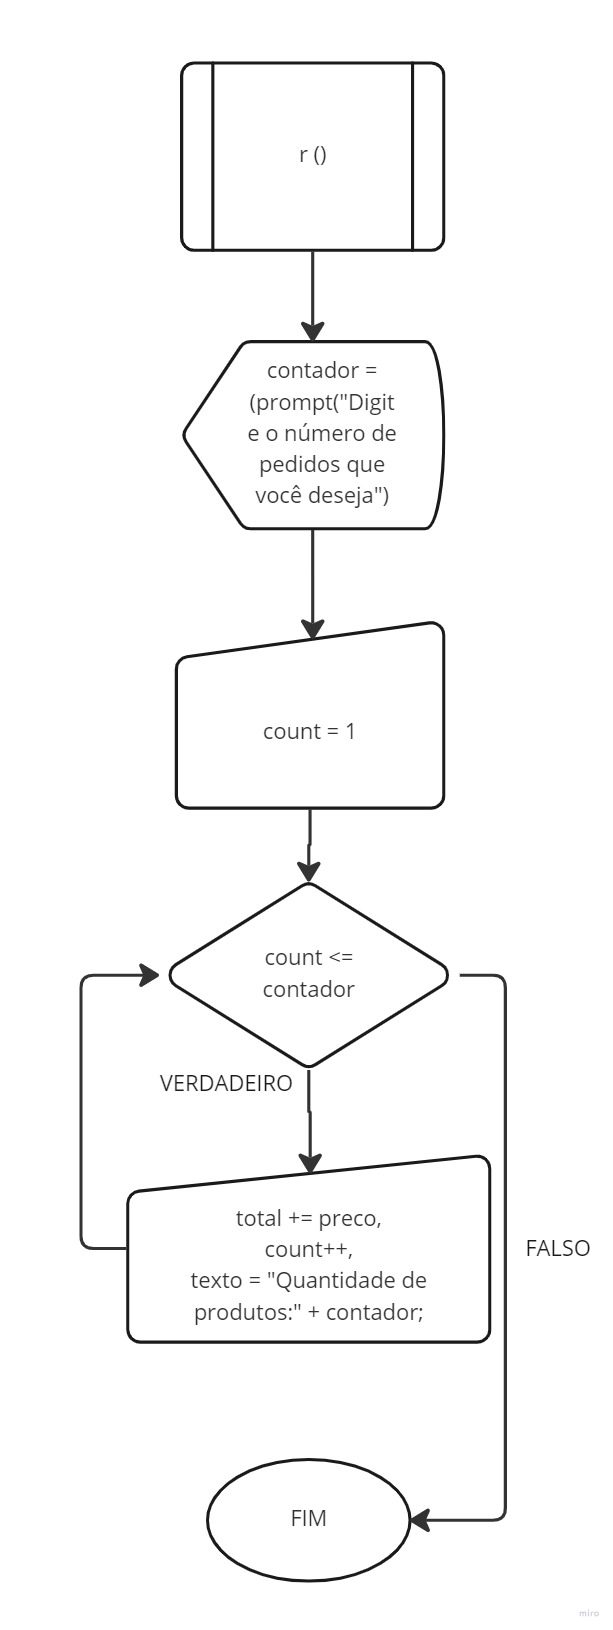 r ()
contador =
(prompt("Digit
e o número de
pedidos que
você deseja")
count = 1
count <=
contador
VERDADEIRO
total += preco,
count++,
texto = "Quantidade de
produtos:" + contador;
FALSO
FIM
miro